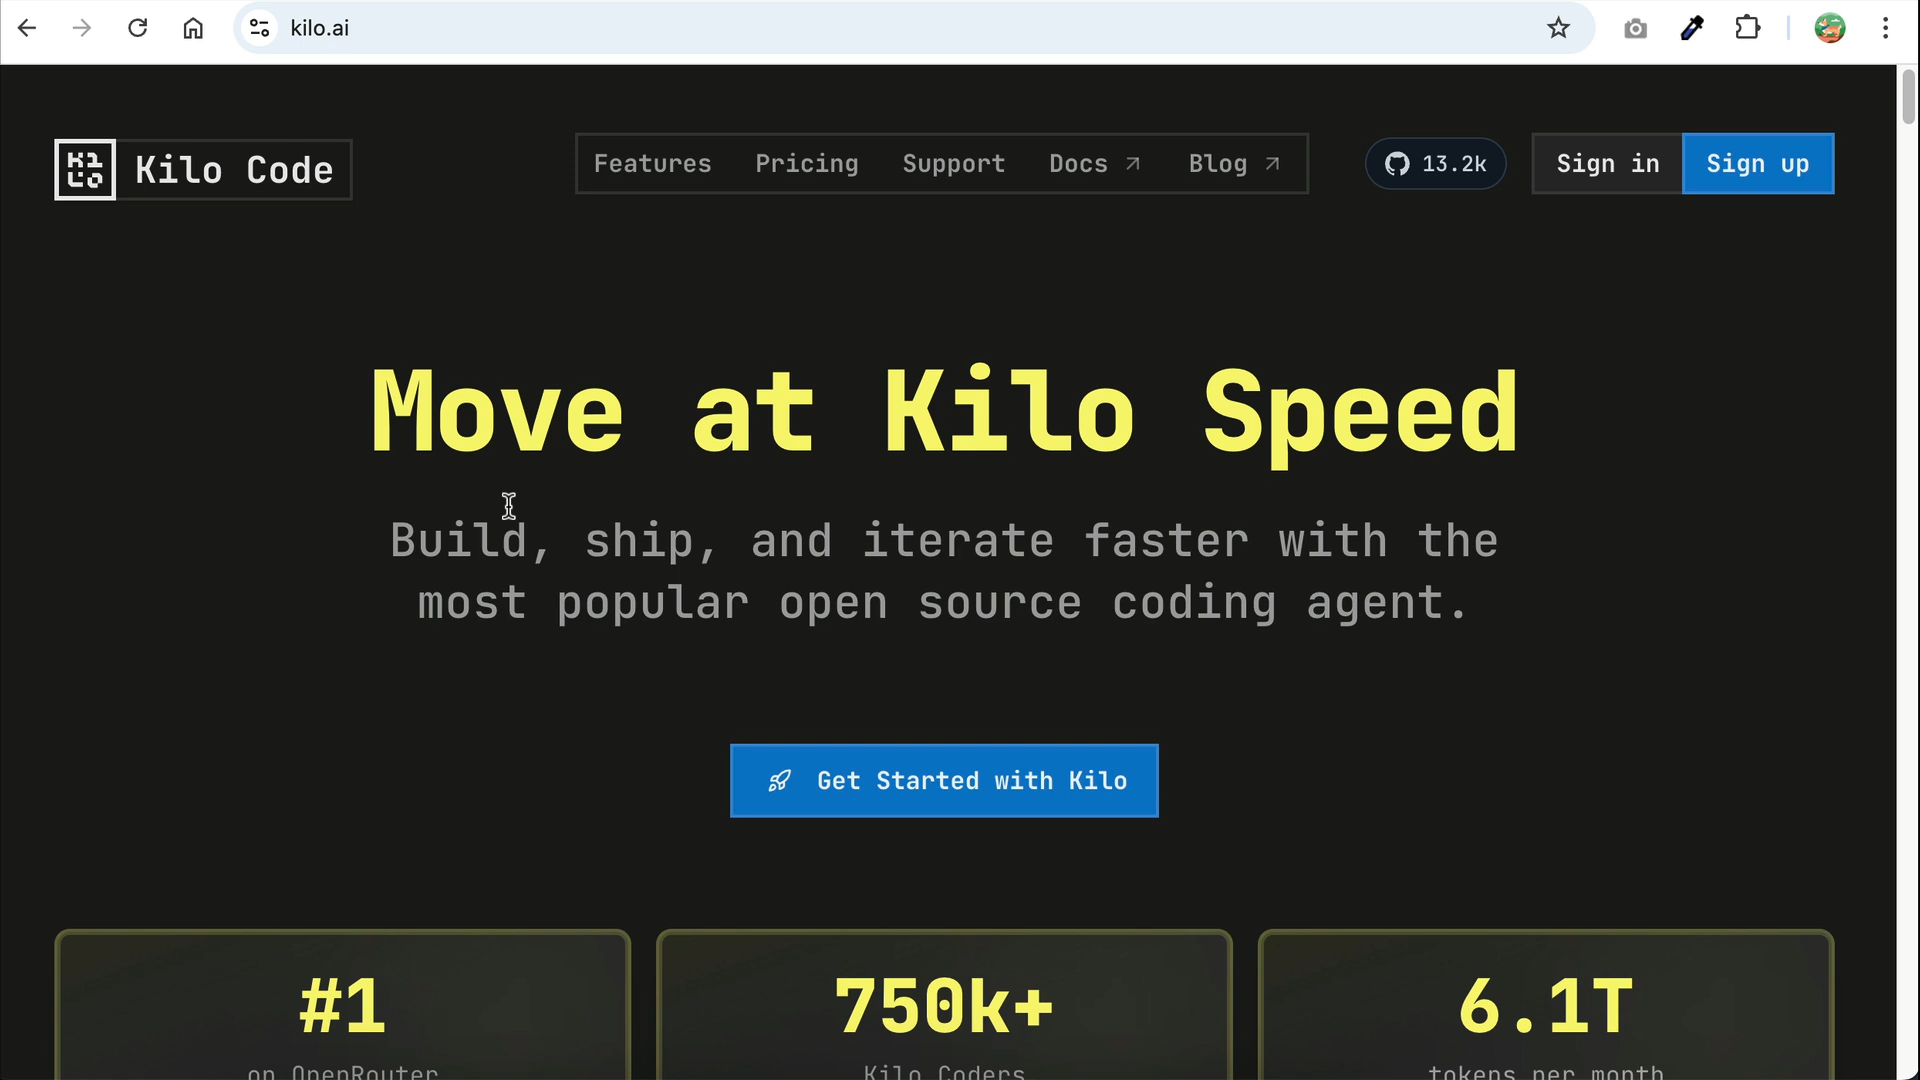 kilo.ai
KiLo
Kilo Code
Features
Pricing
Support
Docs
Blog
13.2k
Sign in
Sign up
Move at Kilo Speed
Build, ship, and iterate faster with the
most popular open source coding agent.
Get Started with Kilo
#1
750k+
6.1T
on OpenRouter
Kilo Coders
tokens per month